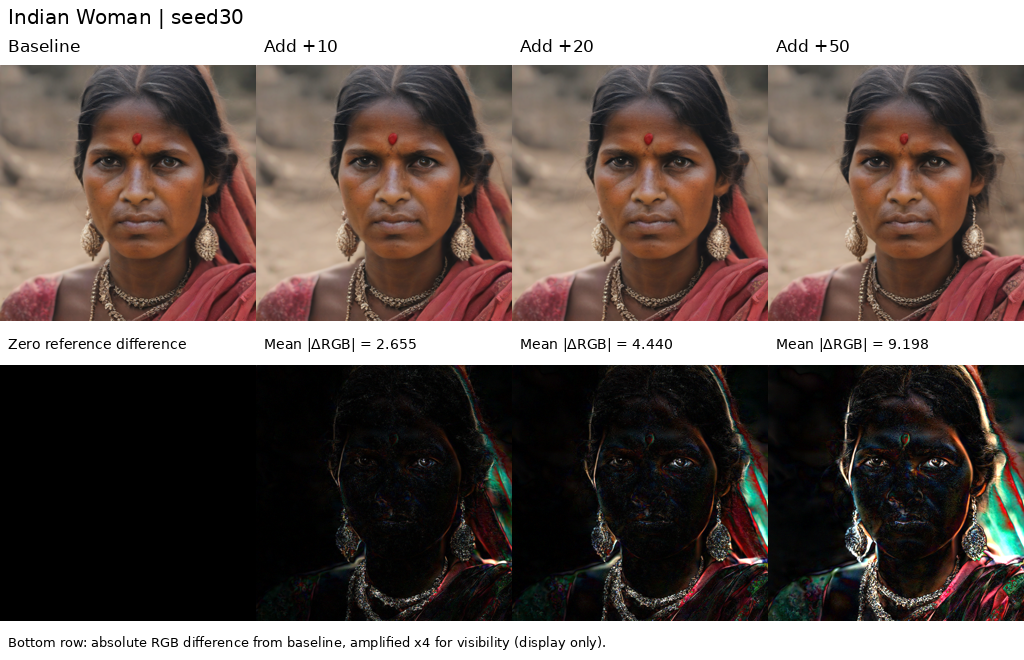 Indian Woman | seed30
Baseline
Add +10
Add +20
Add +50
Zero reference difference
Mean |ΔRGB| = 2.655
Mean |ΔRGB| = 4.440
Mean |ΔRGB| = 9.198
Bottom row: absolute RGB difference from baseline, amplified x4 for visibility (display only).